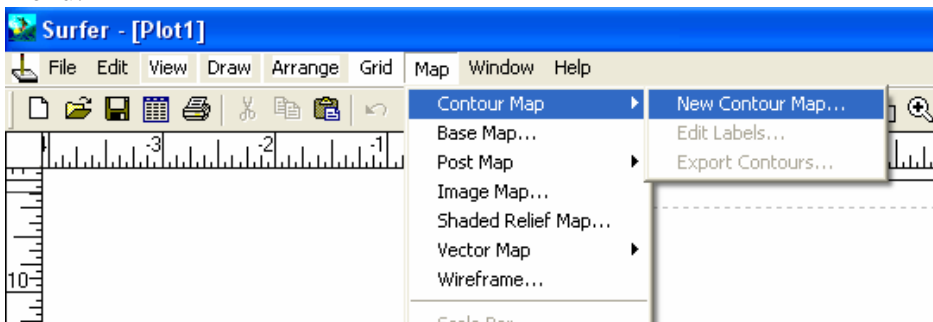 Surfer - [Plot1]
File Edit View Draw Arrange Grid Map Window Help
Contour Map New Contour Map...
Base Map... Edit Labels...
Post Map Export Contours...
Image Map...
Shaded Relief Map...
Vector Map
Wireframe...
-3 -2 -1
10